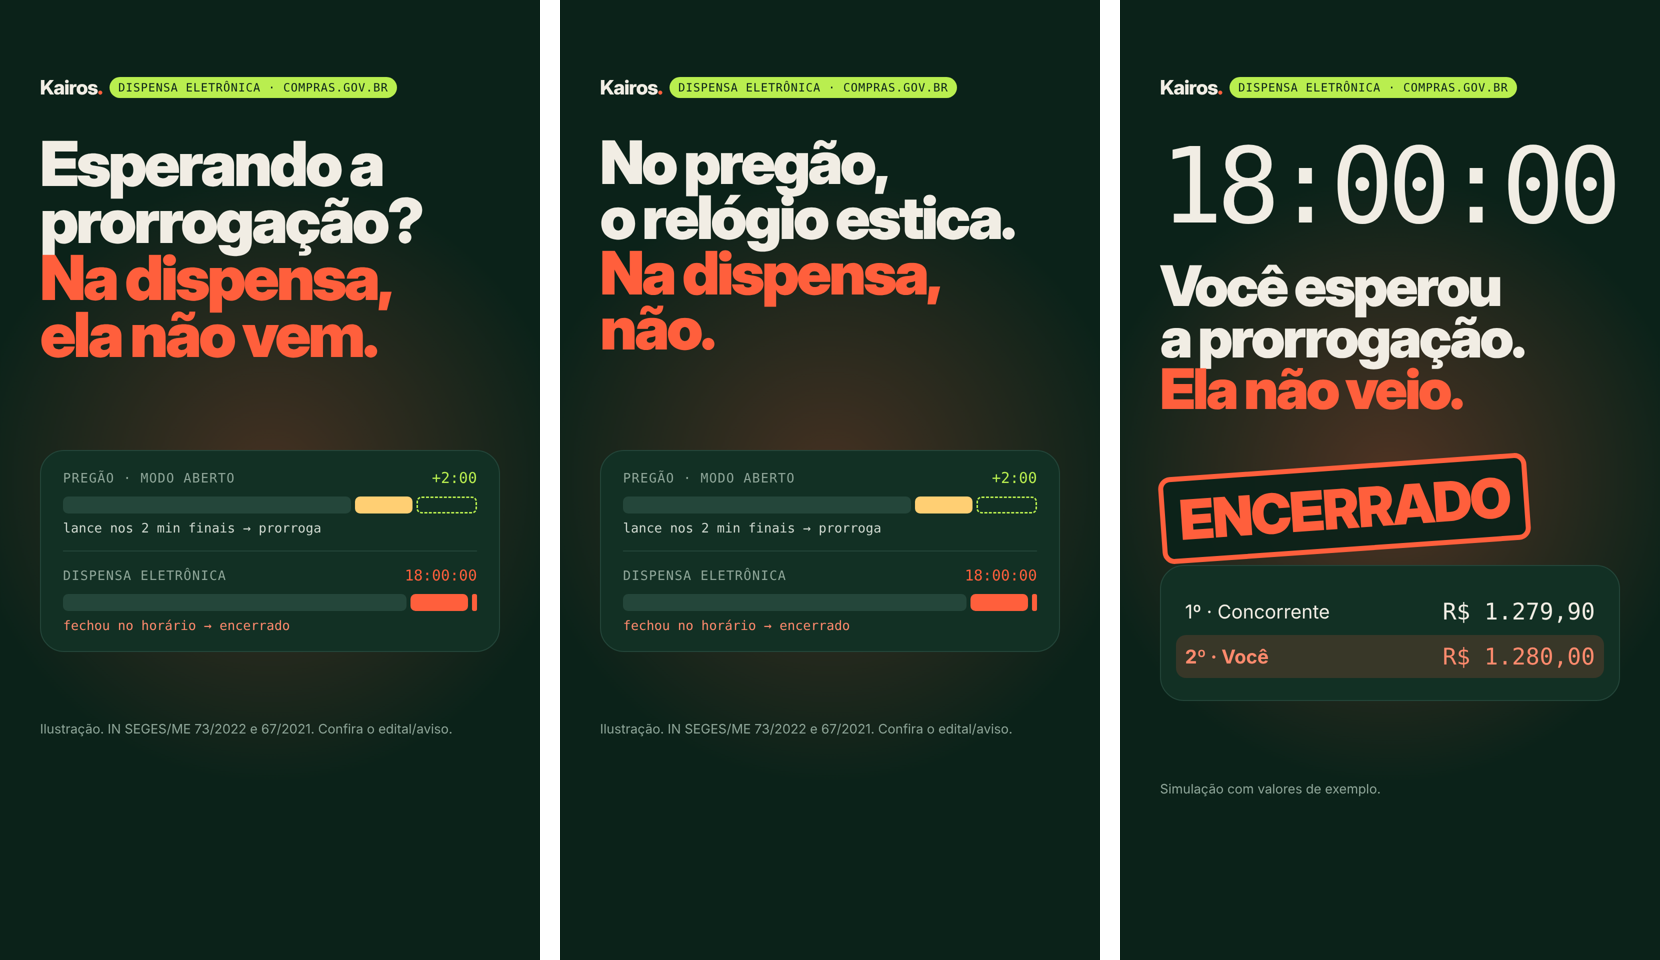 Kairos. DISPENSA ELETRÔNICA · COMPRAS.GOV.BR
Esperando a
prorrogação?
Na dispensa,
ela não vem.
PREGÃO · MODO ABERTO +2:00
lance nos 2 min finais → prorroga
DISPENSA ELETRÔNICA 18:00:00
fechou no horário → encerrado
Ilustração. IN SEGES/ME 73/2022 e 67/2021. Confira o edital/aviso.
Kairos. DISPENSA ELETRÔNICA · COMPRAS.GOV.BR
No pregão,
o relógio estica.
Na dispensa,
não.
PREGÃO · MODO ABERTO +2:00
lance nos 2 min finais → prorroga
DISPENSA ELETRÔNICA 18:00:00
fechou no horário → encerrado
Ilustração. IN SEGES/ME 73/2022 e 67/2021. Confira o edital/aviso.
Kairos. DISPENSA ELETRÔNICA · COMPRAS.GOV.BR
18:00:00
Você esperou
a prorrogação.
Ela não veio.
ENCERRADO
1º · Concorrente R$ 1.279,90
2º · Você R$ 1.280,00
Simulação com valores de exemplo.